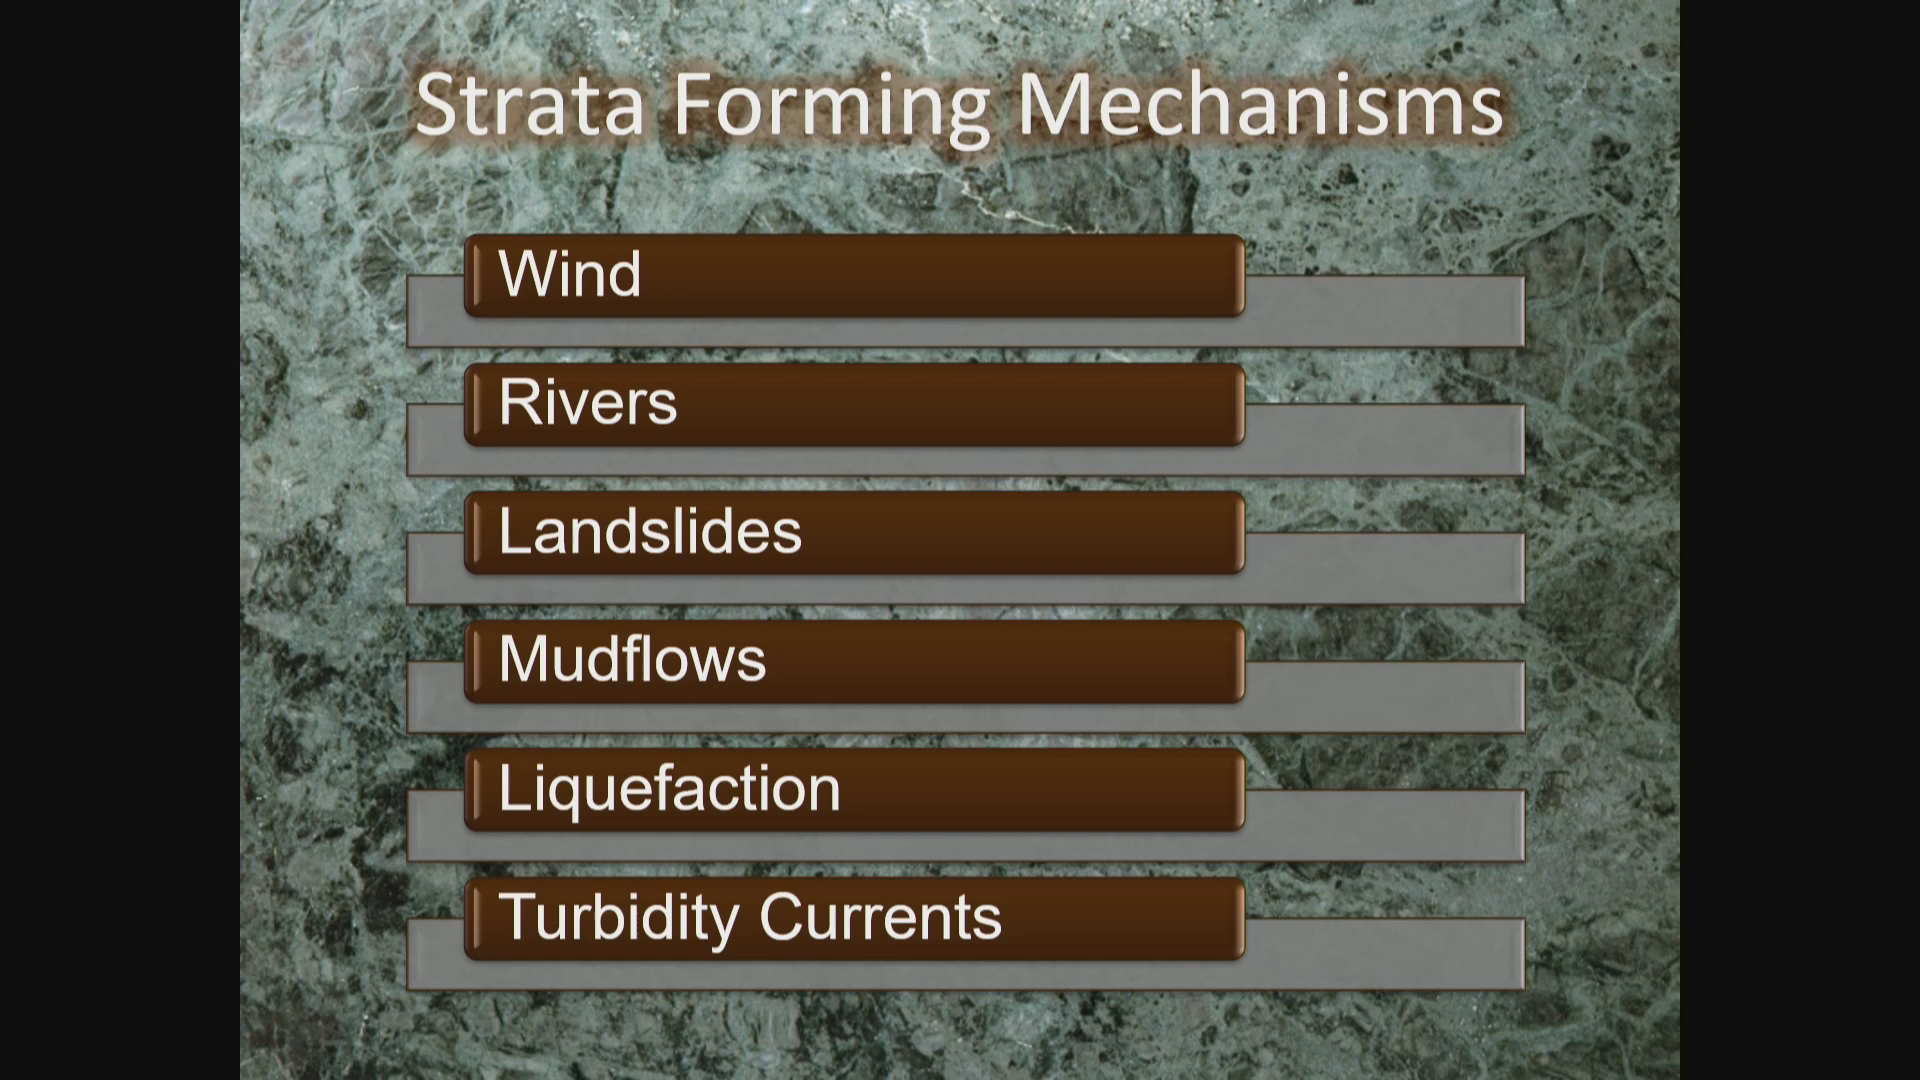 Strata Forming Mechanisms
Wind
Rivers
Landslides
Mudflows
Liquefaction
Turbidity Currents